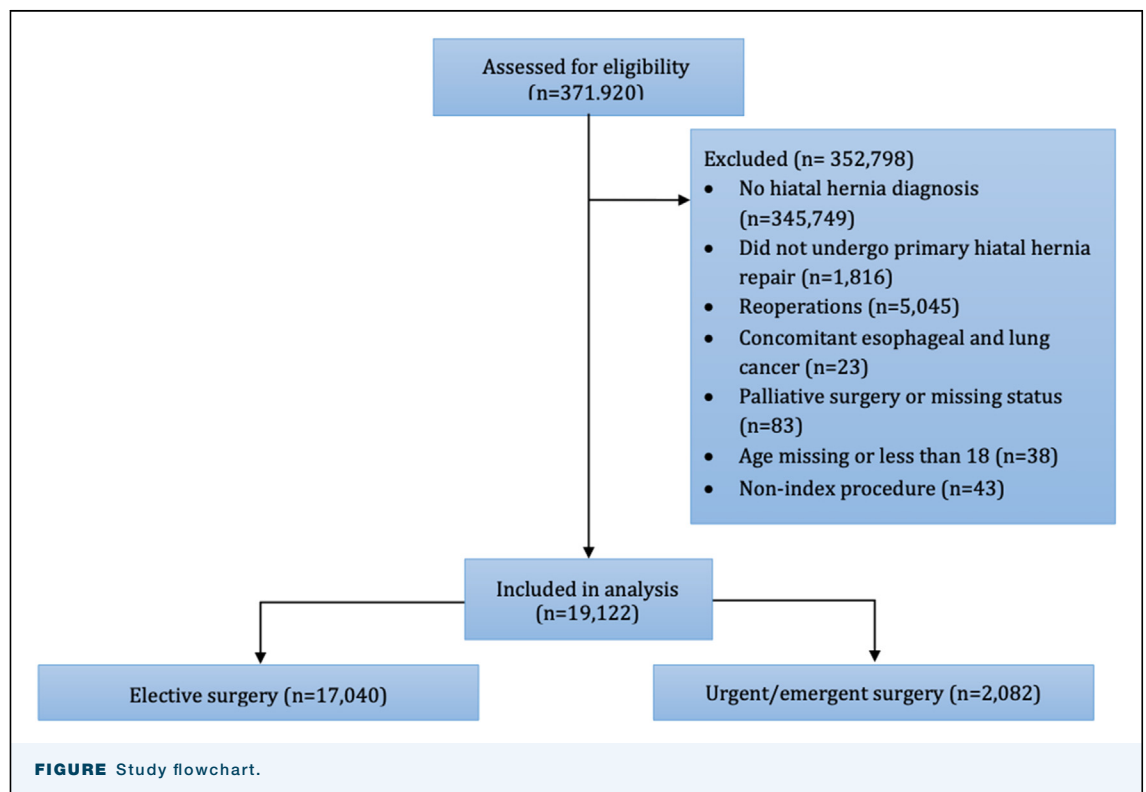 Assessed for eligibility
(n=371.920)
Excluded (n= 352,798)
• No hiatal hernia diagnosis
(n=345,749)
• Did not undergo primary hiatal hernia
repair (n=1,816)
• Reoperations (n=5,045)
• Concomitant esophageal and lung
cancer (n=23)
• Palliative surgery or missing status
(n=83)
• Age missing or less than 18 (n=38)
• Non-index procedure (n=43)
Included in analysis
(n=19,122)
Elective surgery (n=17,040)
Urgent/emergent surgery (n=2,082)
FIGURE Study flowchart.